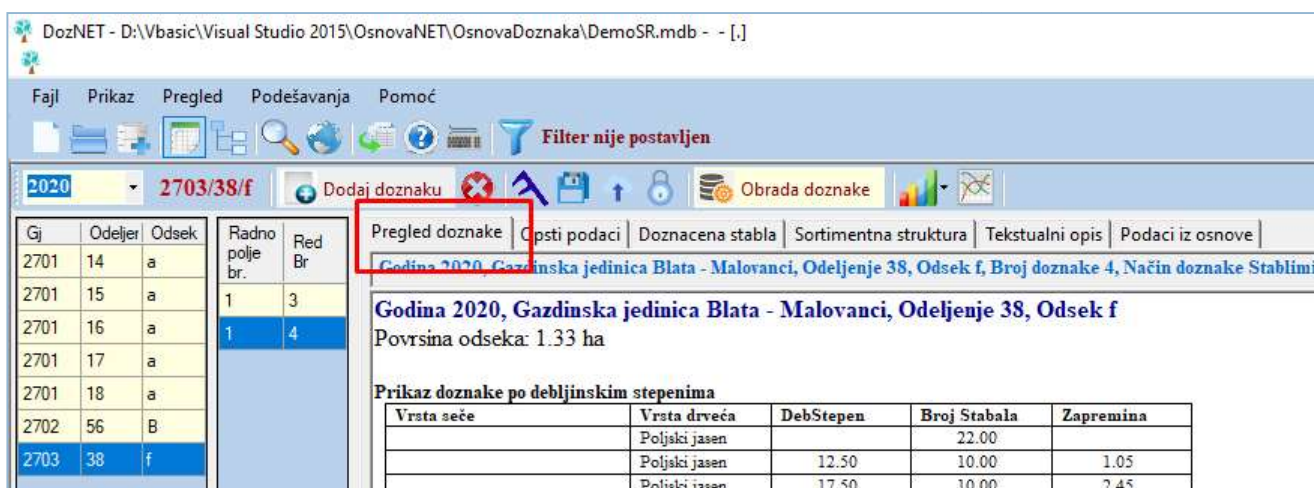 DozNET - D:\Vbasic\Visual Studio 2015\OsnovaNET\OsnovaDoznaka\DemoSR.mdb - - [.]
Fajl Prikaz Pregled Podešavanja Pomoć
Filter nije postavljen
2020 2703/38/f Dodaj doznaku Obrada doznake
Gj Odeljer Odsek
2701 14 a
2701 15 a
2701 16 a
2701 17 a
2701 18 a
2702 56 B
2703 38 f
Radno polje br. Red Br
1 3
1 4
Pregled doznake Opsti podaci Doznacena stabla Sortimentna struktura Tekstualni opis Podaci iz osnove
Godina 2020, Gazdinska jedinica Blata - Malovanci, Odeljenje 38, Odsek f, Broj doznake 4, Način doznake Stablimi
Godina 2020, Gazdinska jedinica Blata - Malovanci, Odeljenje 38, Odsek f
Povrsina odseka: 1.33 ha
Prikaz doznake po debljinskim stepenima
Vrsta seče Vrsta drveća DebStepen Broj Stabala Zapremina
Poljski jasen 22.00
Poljski jasen 12.50 10.00 1.05
Poljski jasen 17.50 10.00 2.45